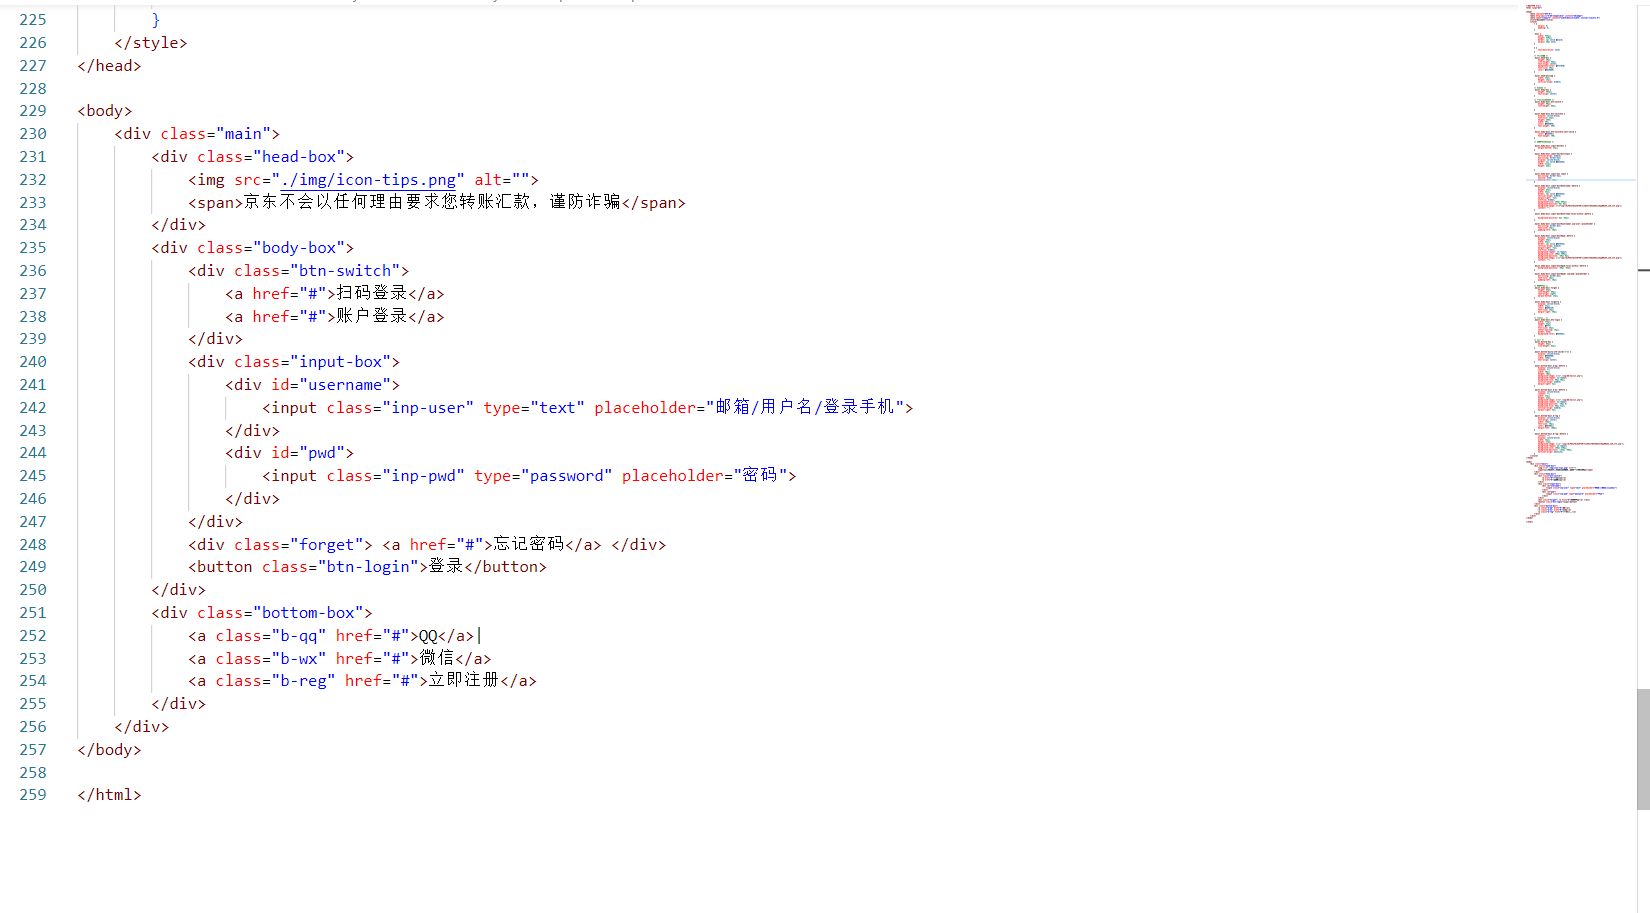 225 }
226 </style>
227 </head>
228
229 <body>
230 <div class="main">
231 <div class="head-box">
232 <img src="./img/icon-tips.png" alt="">
233 <span>京东不会以任何理由要求您转账汇款，谨防诈骗</span>
234 </div>
235 <div class="body-box">
236 <div class="btn-switch">
237 <a href="#">扫码登录</a>
238 <a href="#">账户登录</a>
239 </div>
240 <div class="input-box">
241 <div id="username">
242 <input class="inp-user" type="text" placeholder="邮箱/用户名/登录手机">
243 </div>
244 <div id="pwd">
245 <input class="inp-pwd" type="password" placeholder="密码">
246 </div>
247 </div>
248 <div class="forget"> <a href="#">忘记密码</a> </div>
249 <button class="btn-login">登录</button>
250 </div>
251 <div class="bottom-box">
252 <a class="b-qq" href="#">QQ</a>
253 <a class="b-wx" href="#">微信</a>
254 <a class="b-reg" href="#">立即注册</a>
255 </div>
256 </div>
257 </body>
258
259 </html>